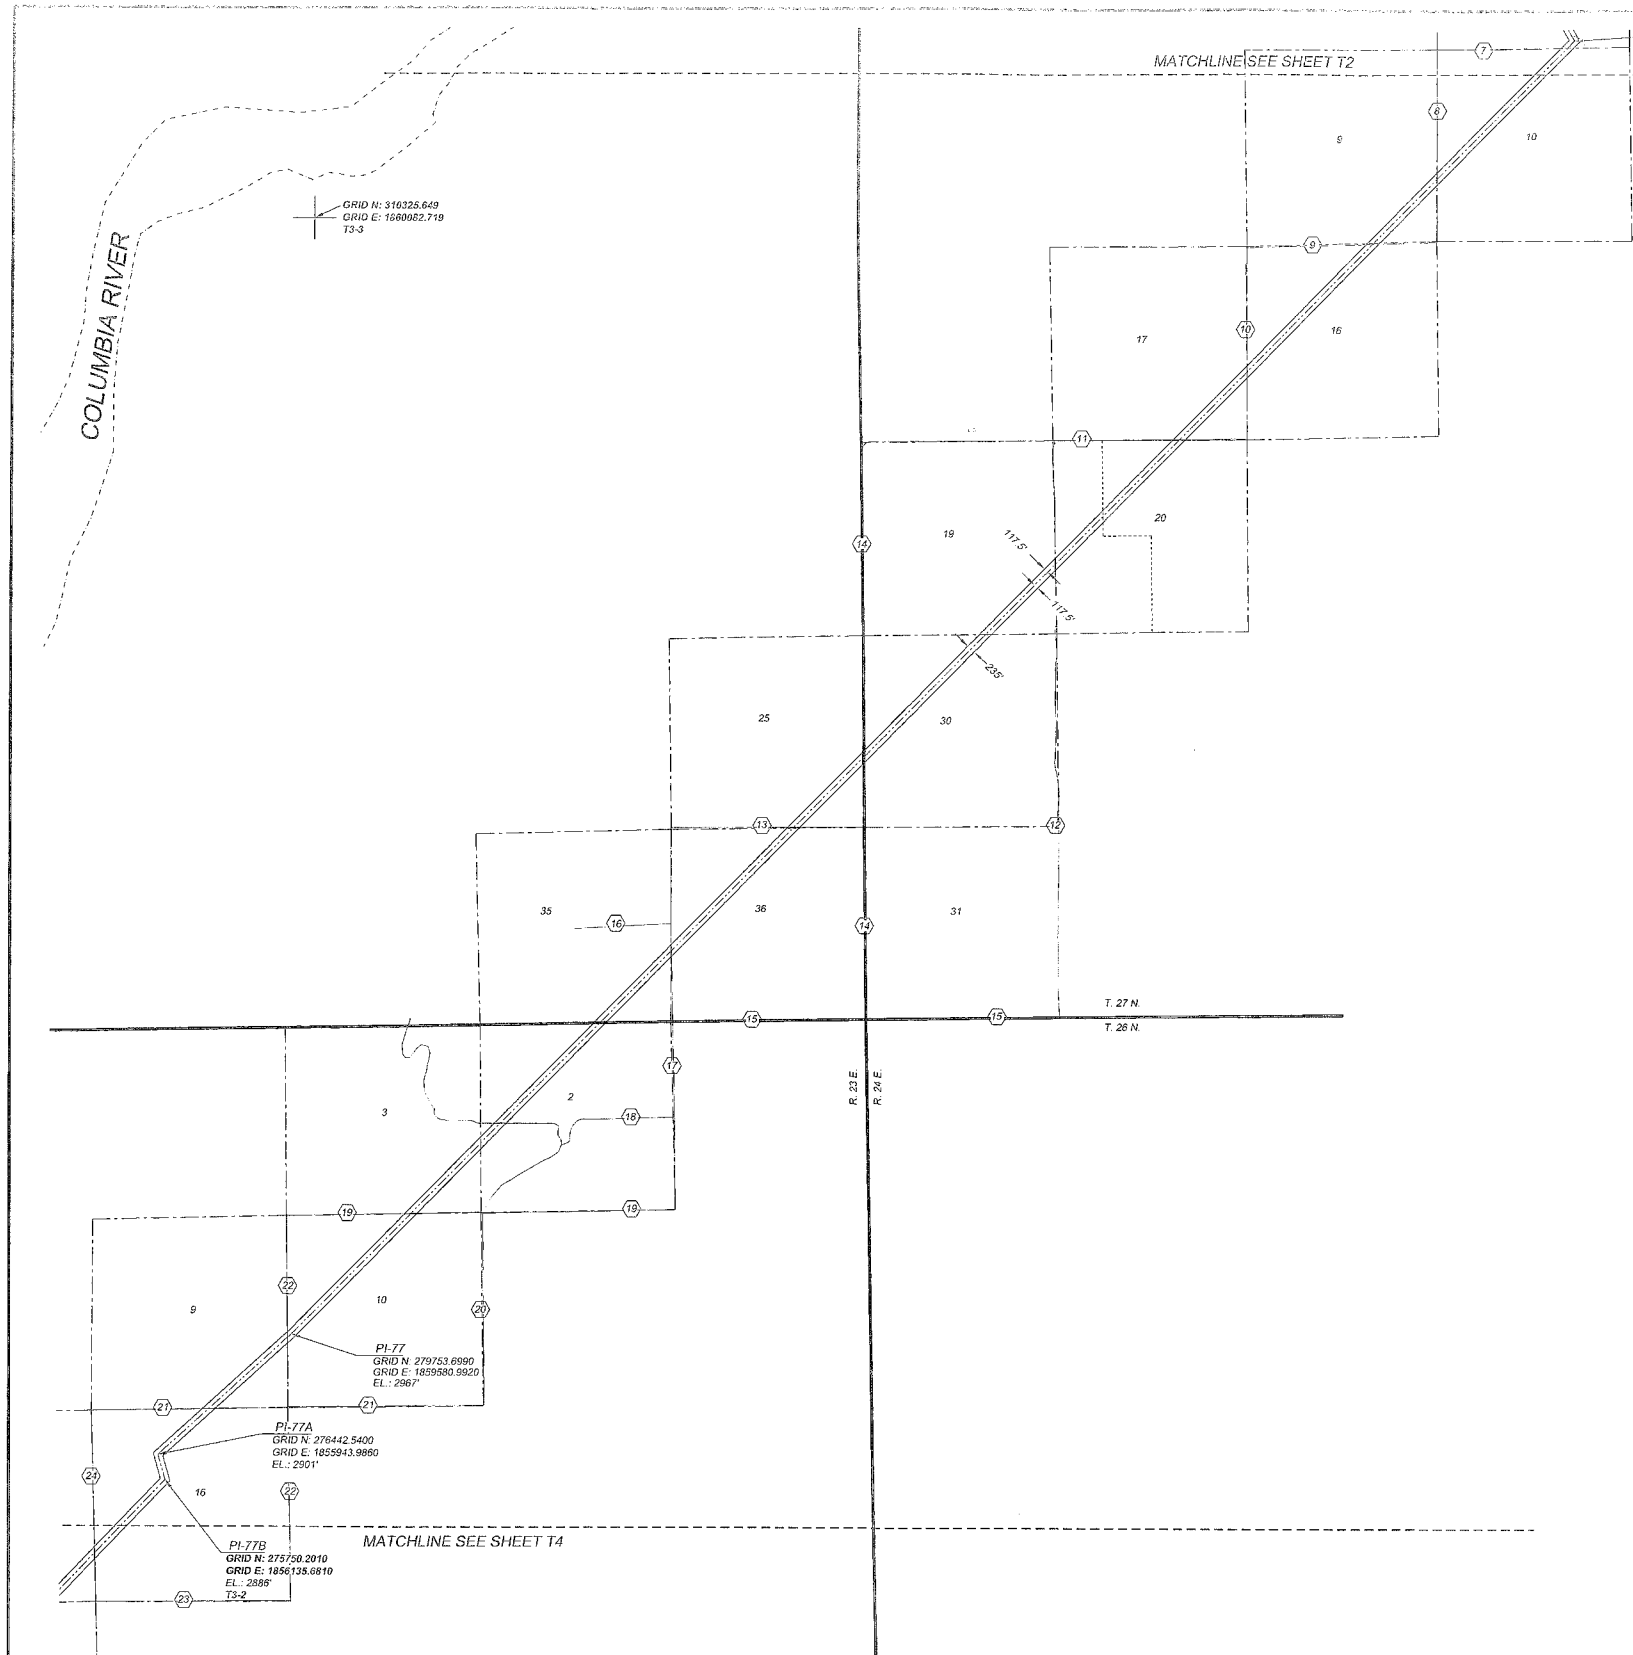 7
MATCHLINE SEE SHEET T2
8
9
10
GRID N: 310325.649
GRID E: 1860082.719
T3-3
COLUMBIA RIVER
9
10
16
17
11
20
19
14
117.5'
117.5'
235'
25
30
13
12
35
16
36
14
31
T. 27 N.
15
15
T. 26 N.
17
R. 23 E.
R. 24 E.
3
2
18
19
19
22
9
10
20
PI-77
GRID N: 279753.6990
GRID E: 1859580.9920
EL.: 2967'
21
21
PI-77A
GRID N: 276442.5400
GRID E: 1855943.9860
EL.: 2901'
24
16
22
MATCHLINE SEE SHEET T4
PI-77B
GRID N: 275750.2010
GRID E: 1856135.6810
EL.: 2886'
T3-2
23